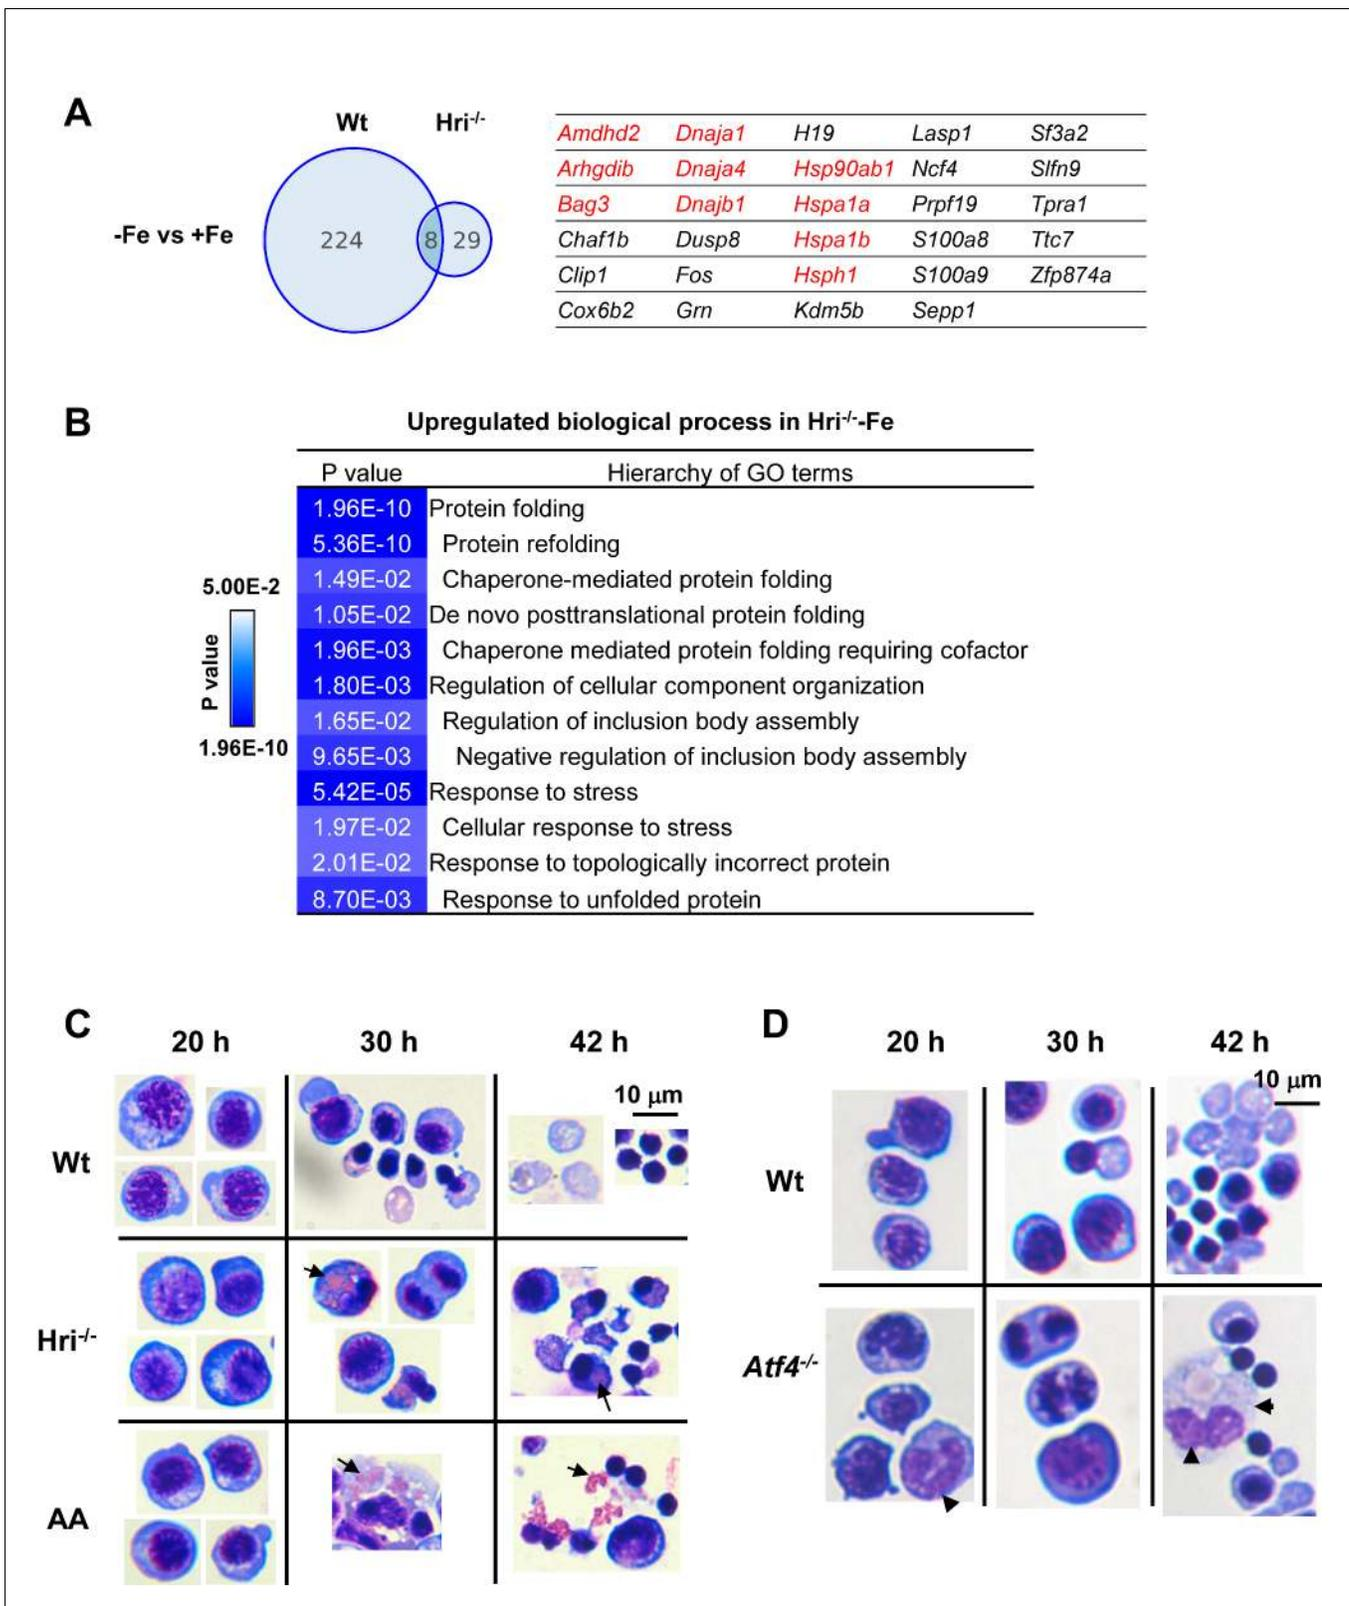 A
Wt Hri-/-
-Fe vs +Fe
224 8 29
Amdhd2 Dnaja1 H19 Lasp1 Sf3a2
Arhgdib Dnaja4 Hsp90ab1 Ncf4 Slfn9
Bag3 Dnajb1 Hspa1a Prpf19 Tpra1
Chaf1b Dusp8 Hspa1b S100a8 Ttc7
Clip1 Fos Hsph1 S100a9 Zfp874a
Cox6b2 Grn Kdm5b Sepp1
B
Upregulated biological process in Hri-/--Fe
P value Hierarchy of GO terms
1.96E-10 Protein folding
5.36E-10 Protein refolding
1.49E-02 Chaperone-mediated protein folding
1.05E-02 De novo posttranslational protein folding
1.96E-03 Chaperone mediated protein folding requiring cofactor
1.80E-03 Regulation of cellular component organization
1.65E-02 Regulation of inclusion body assembly
9.65E-03 Negative regulation of inclusion body assembly
5.42E-05 Response to stress
1.97E-02 Cellular response to stress
2.01E-02 Response to topologically incorrect protein
8.70E-03 Response to unfolded protein
5.00E-2
P value
1.96E-10
C
20 h 30 h 42 h
10 μm
Wt
Hri-/-
AA
D
20 h 30 h 42 h
10 μm
Wt
Atf4-/-